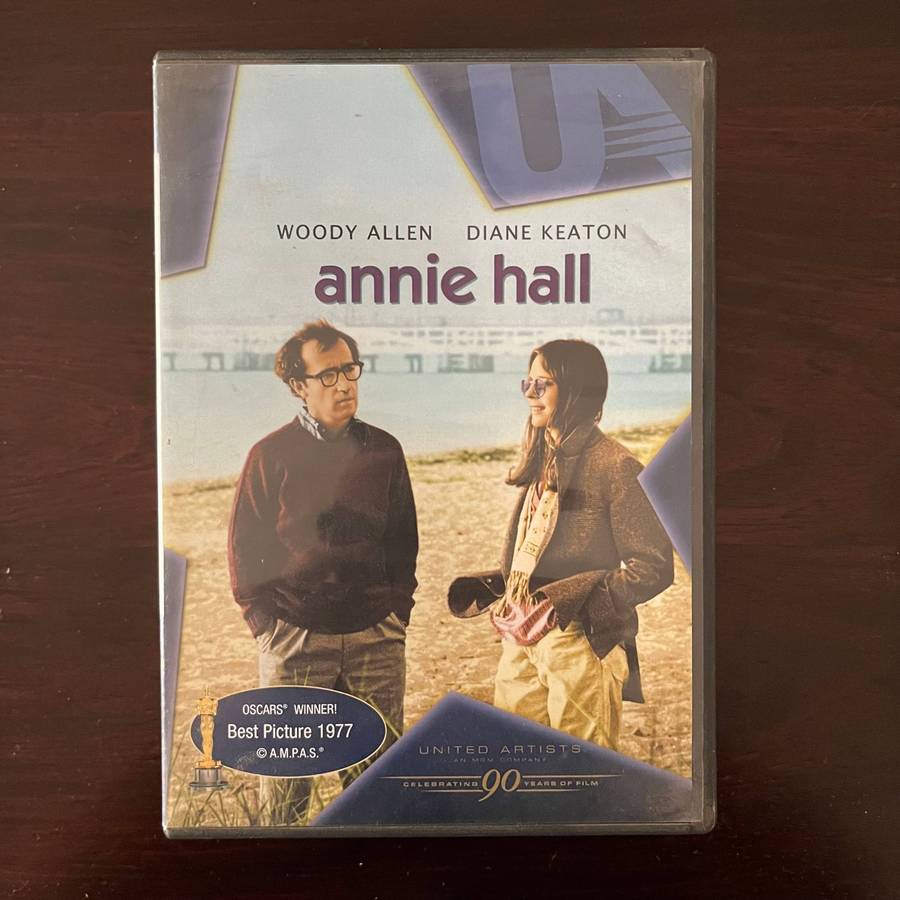 UA
WOODY ALLEN DIANE KEATON
annie hall
OSCARS® WINNER!
Best Picture 1977
© A.M.P.A.S.®
UNITED ARTISTS
AN MGM COMPANY
CELEBRATING 90 YEARS OF FILM